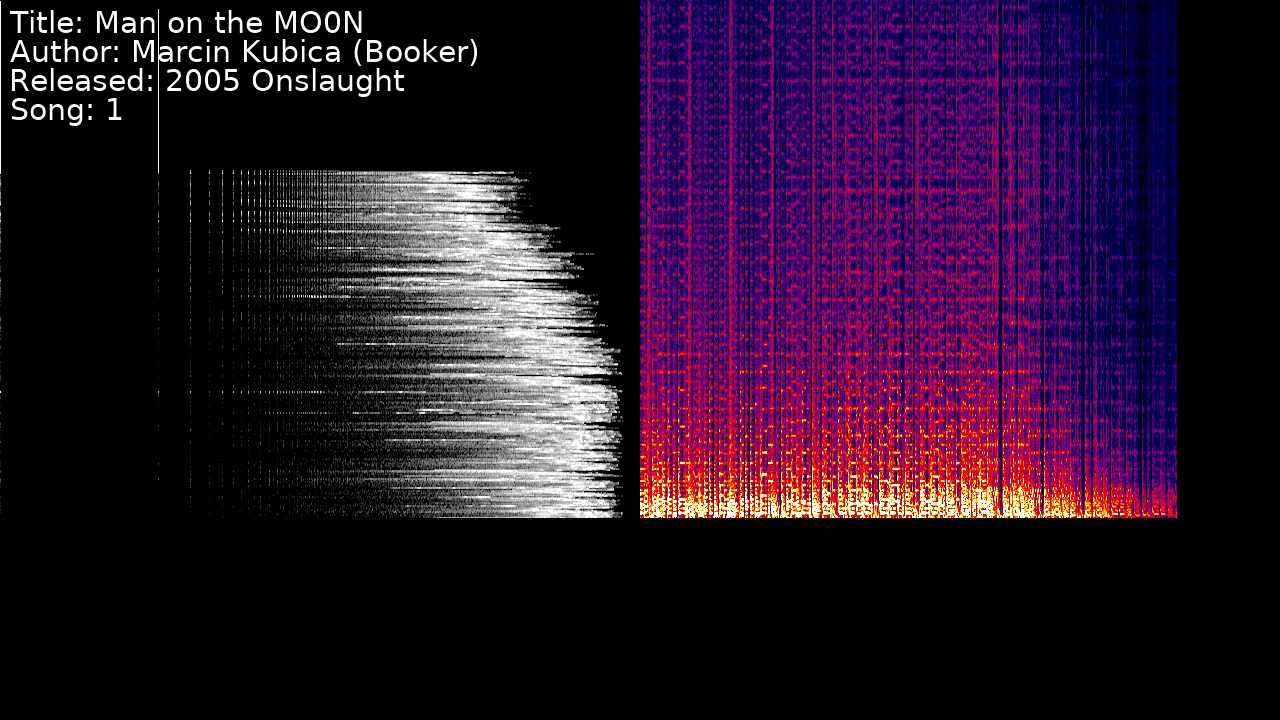 Title: Man on the MO0N
Author: Marcin Kubica (Booker)
Released: 2005 Onslaught
Song: 1